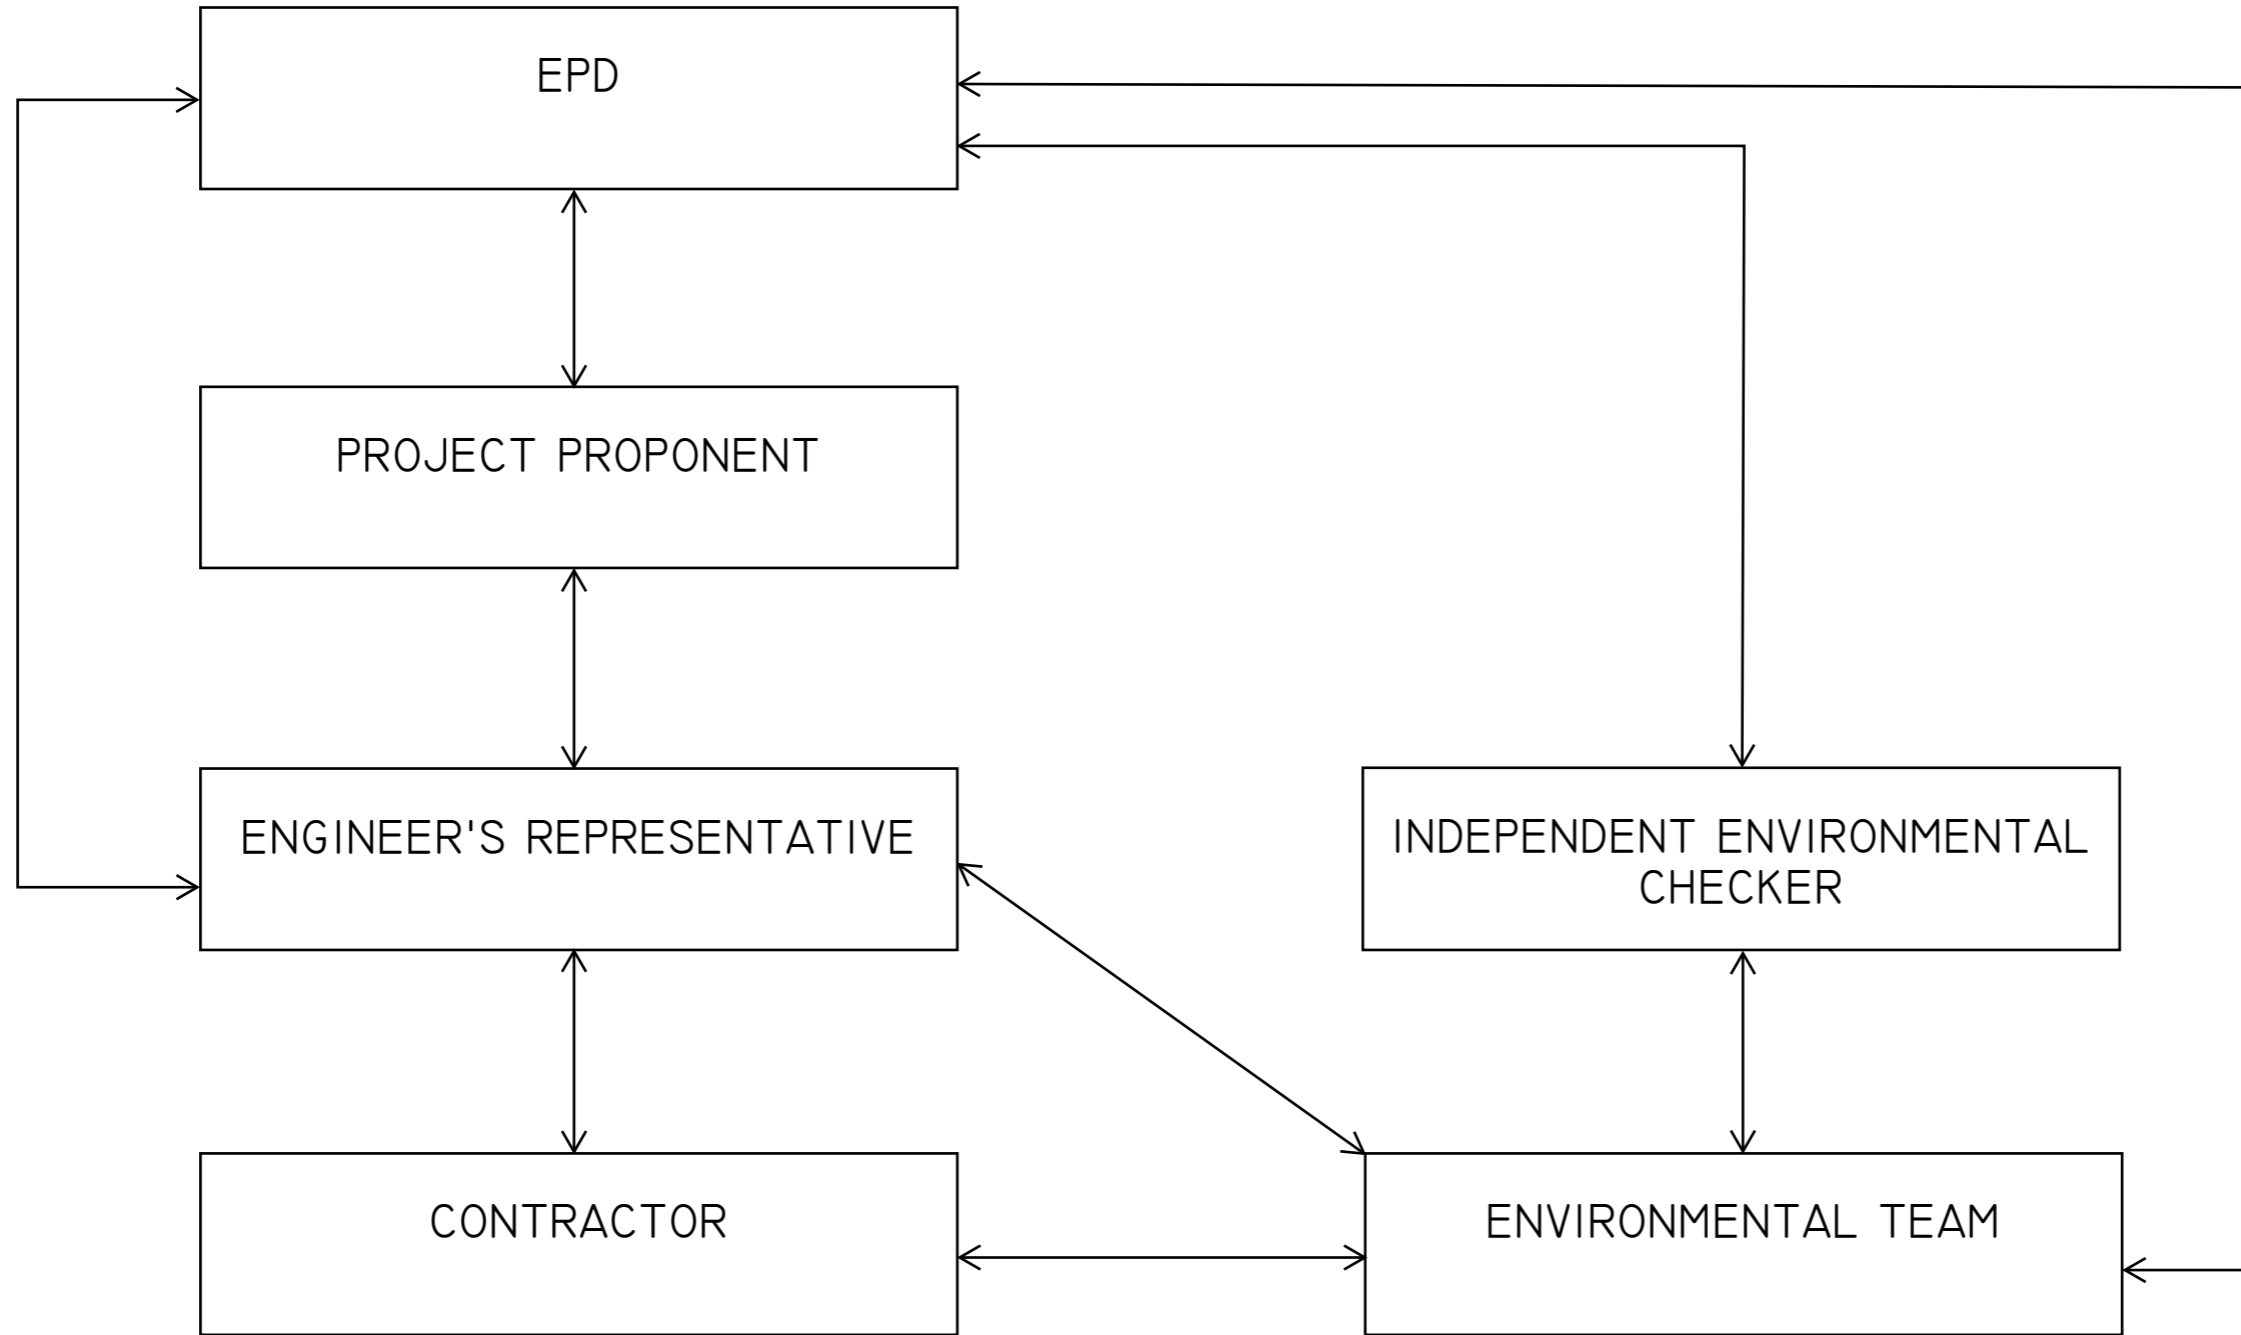 EPD
PROJECT PROPONENT
ENGINEER'S REPRESENTATIVE
INDEPENDENT ENVIRONMENTAL
CHECKER
CONTRACTOR
ENVIRONMENTAL TEAM